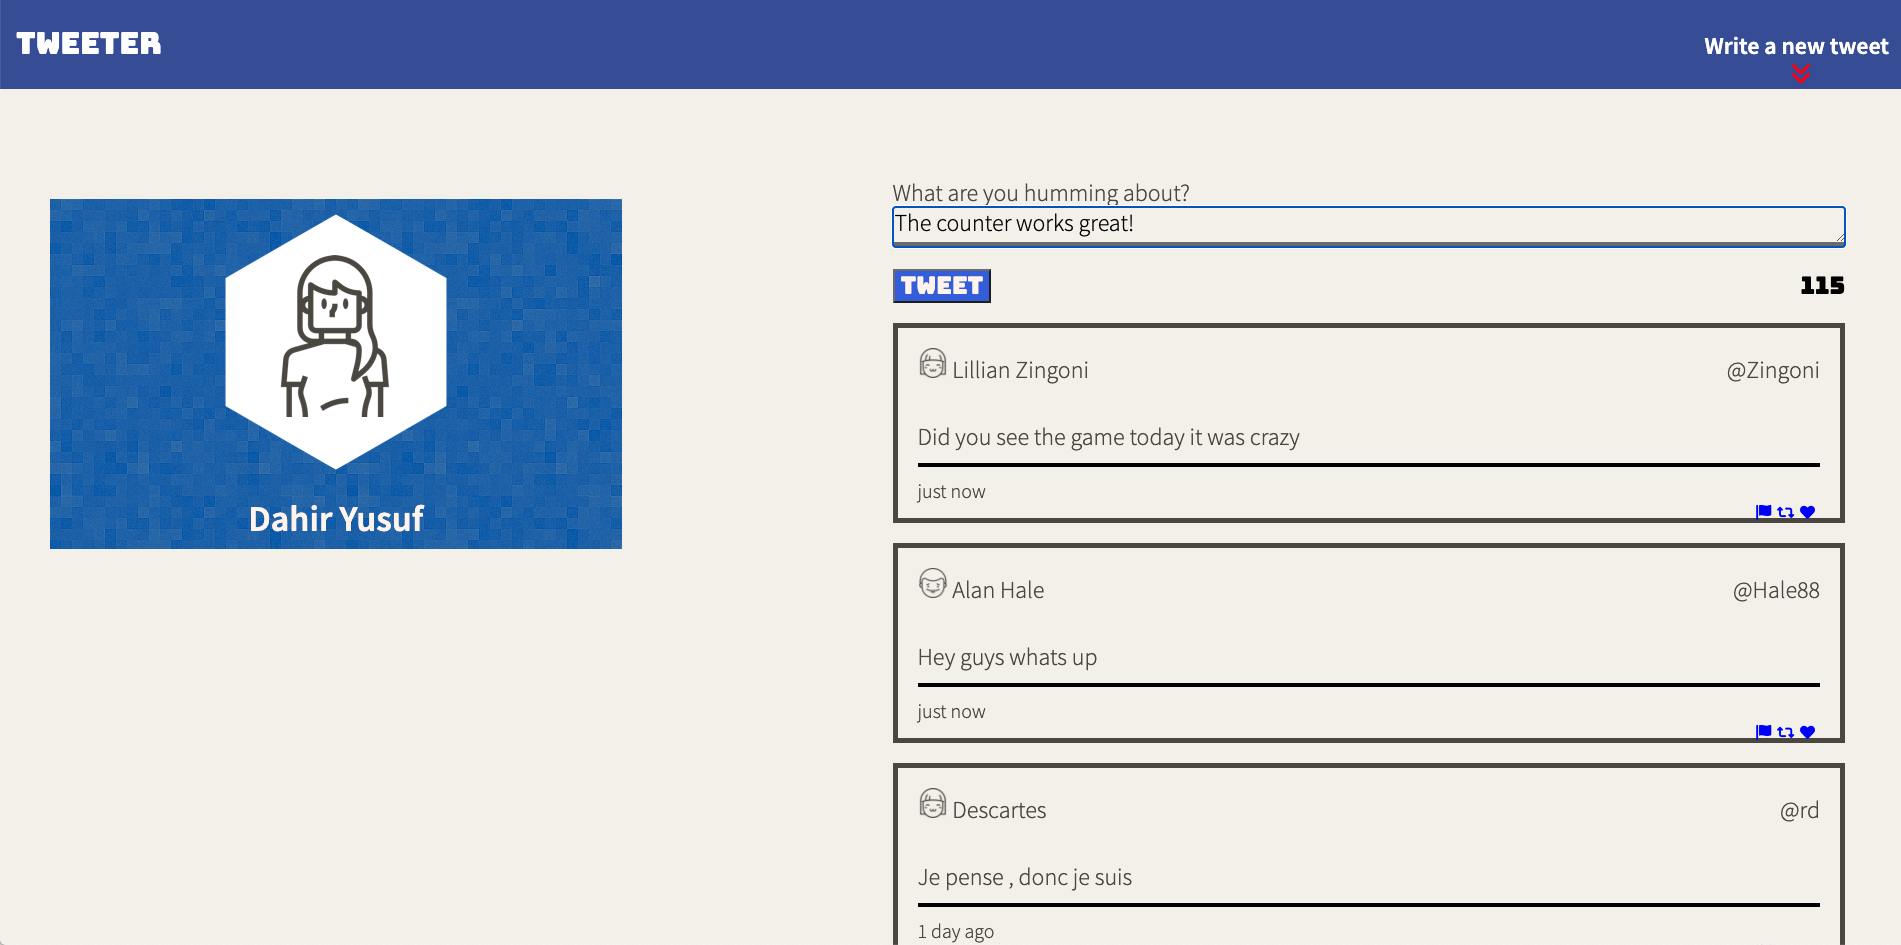 TWEETER
Write a new tweet
Dahir Yusuf
What are you humming about?
The counter works great!
TWEET
115
Lillian Zingoni
@Zingoni
Did you see the game today it was crazy
just now
Alan Hale
@Hale88
Hey guys whats up
just now
Descartes
@rd
Je pense , donc je suis
1 day ago